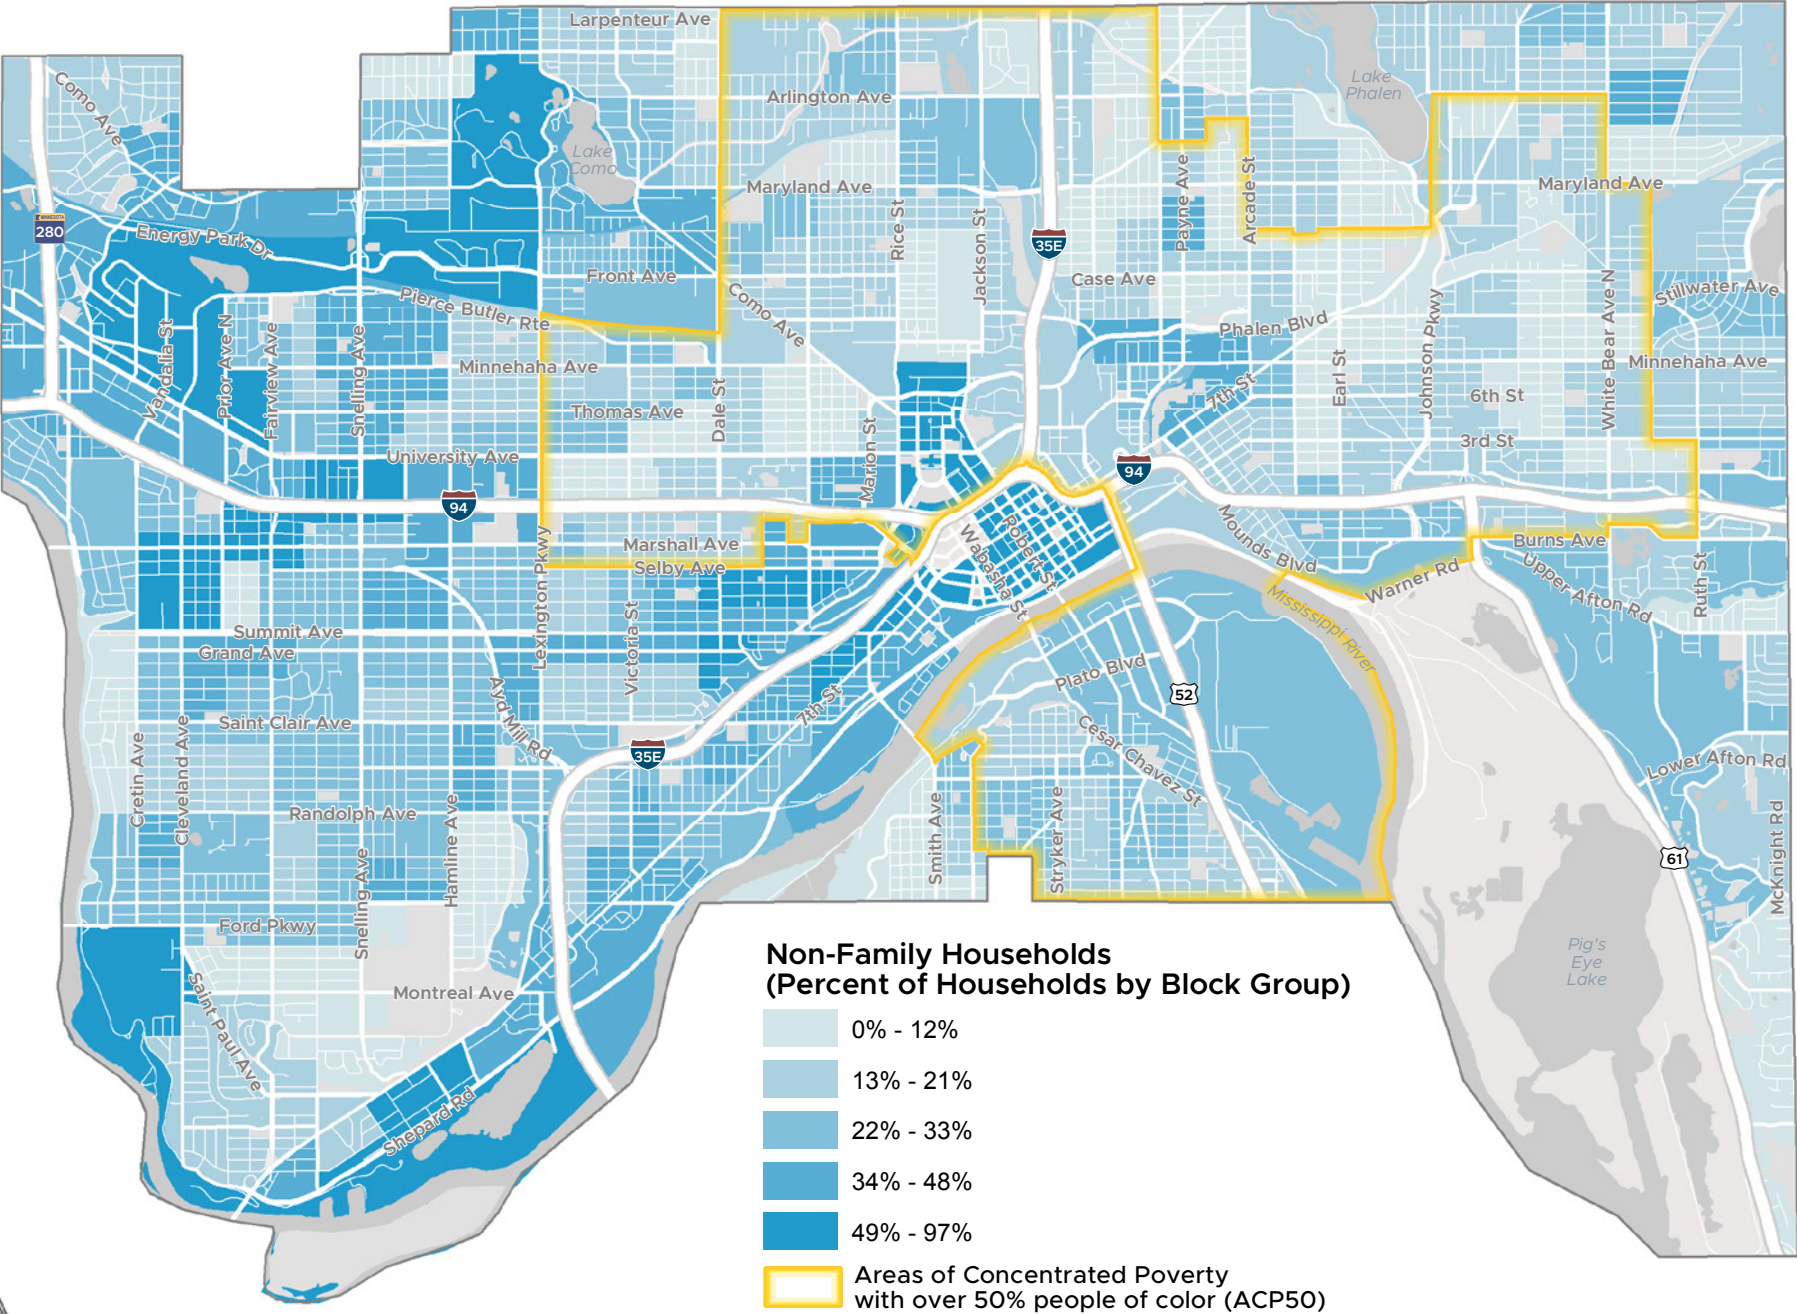 Larpenteur Ave
Como Ave
Arlington Ave
Lake
Phalen
Lake
Como
Maryland Ave
Maryland Ave
Payne Ave
Arcade St
MINNESOTA
280
Energy Park Dr
Rice St
Jackson St
35E
Front Ave
Case Ave
Stillwater Ave
Pierce Butler Rte
Como Ave
Phalen Blvd
Johnson Pkwy
White Bear Ave N
Vandalia St
Prior Ave N
Fairview Ave
Snelling Ave
Minnehaha Ave
Minnehaha Ave
Earl St
7th St
6th St
Thomas Ave
Dale St
Marion St
3rd St
University Ave
94
94
Lexington Pkwy
Marshall Ave
Selby Ave
Wabasha St
Robert St
Mounds Blvd
Burns Ave
Warner Rd
Upper Afton Rd
Ruth St
Mississippi River
Summit Ave
Grand Ave
Victoria St
Plato Blvd
52
Ayd Mill Rd
7th St
Saint Clair Ave
35E
Cesar Chavez St
Lower Afton Rd
Cretin Ave
Cleveland Ave
Randolph Ave
Hamline Ave
Smith Ave
Stryker Ave
McKnight Rd
61
Snelling Ave
Ford Pkwy
Pig's
Eye
Lake
Saint Paul Ave
Montreal Ave
Shepard Rd
Non-Family Households
(Percent of Households by Block Group)
0% - 12%
13% - 21%
22% - 33%
34% - 48%
49% - 97%
Areas of Concentrated Poverty
with over 50% people of color (ACP50)